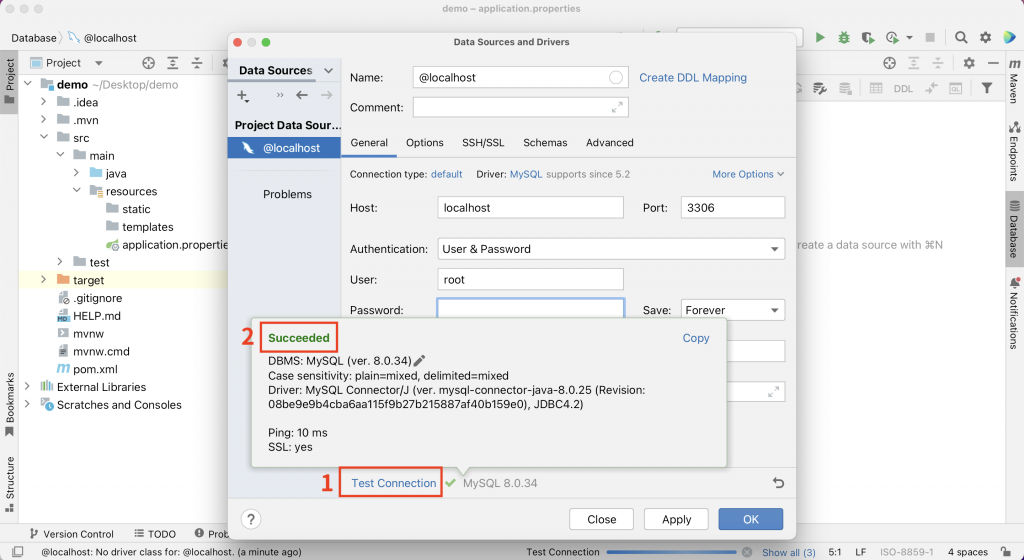 demo – application.properties
Database
@localhost
Project
demo ~/Desktop/demo
.idea
.mvn
src
main
java
resources
static
templates
application.propertie
test
target
.gitignore
HELP.md
mvnw
mvnw.cmd
pom.xml
External Libraries
Scratches and Consoles
Project
Bookmarks
Structure
Data Sources and Drivers
Data Sources
Project Data Sour...
@localhost
Problems
Name: @localhost Create DDL Mapping
Comment:
General Options SSH/SSL Schemas Advanced
Connection type: default Driver: MySQL supports since 5.2 More Options
Host: localhost Port: 3306
Authentication: User & Password
User: root
Password: Save: Forever
2 Succeeded Copy
DBMS: MySQL (ver. 8.0.34)
Case sensitivity: plain=mixed, delimited=mixed
Driver: MySQL Connector/J (ver. mysql-connector-java-8.0.25 (Revision:
08be9e9b4cba6aa115f9b27b215887af40b159e0), JDBC4.2)
Ping: 10 ms
SSL: yes
1 Test Connection MySQL 8.0.34
? Close Apply OK
DDL
QL
reate a data source with ⌘N
Maven
Endpoints
Database
Notifications
Version Control TODO Prob
@localhost: No driver class for: @localhost. (a minute ago) Test Connection Show all (3) 5:1 LF ISO-8859-1 4 spaces